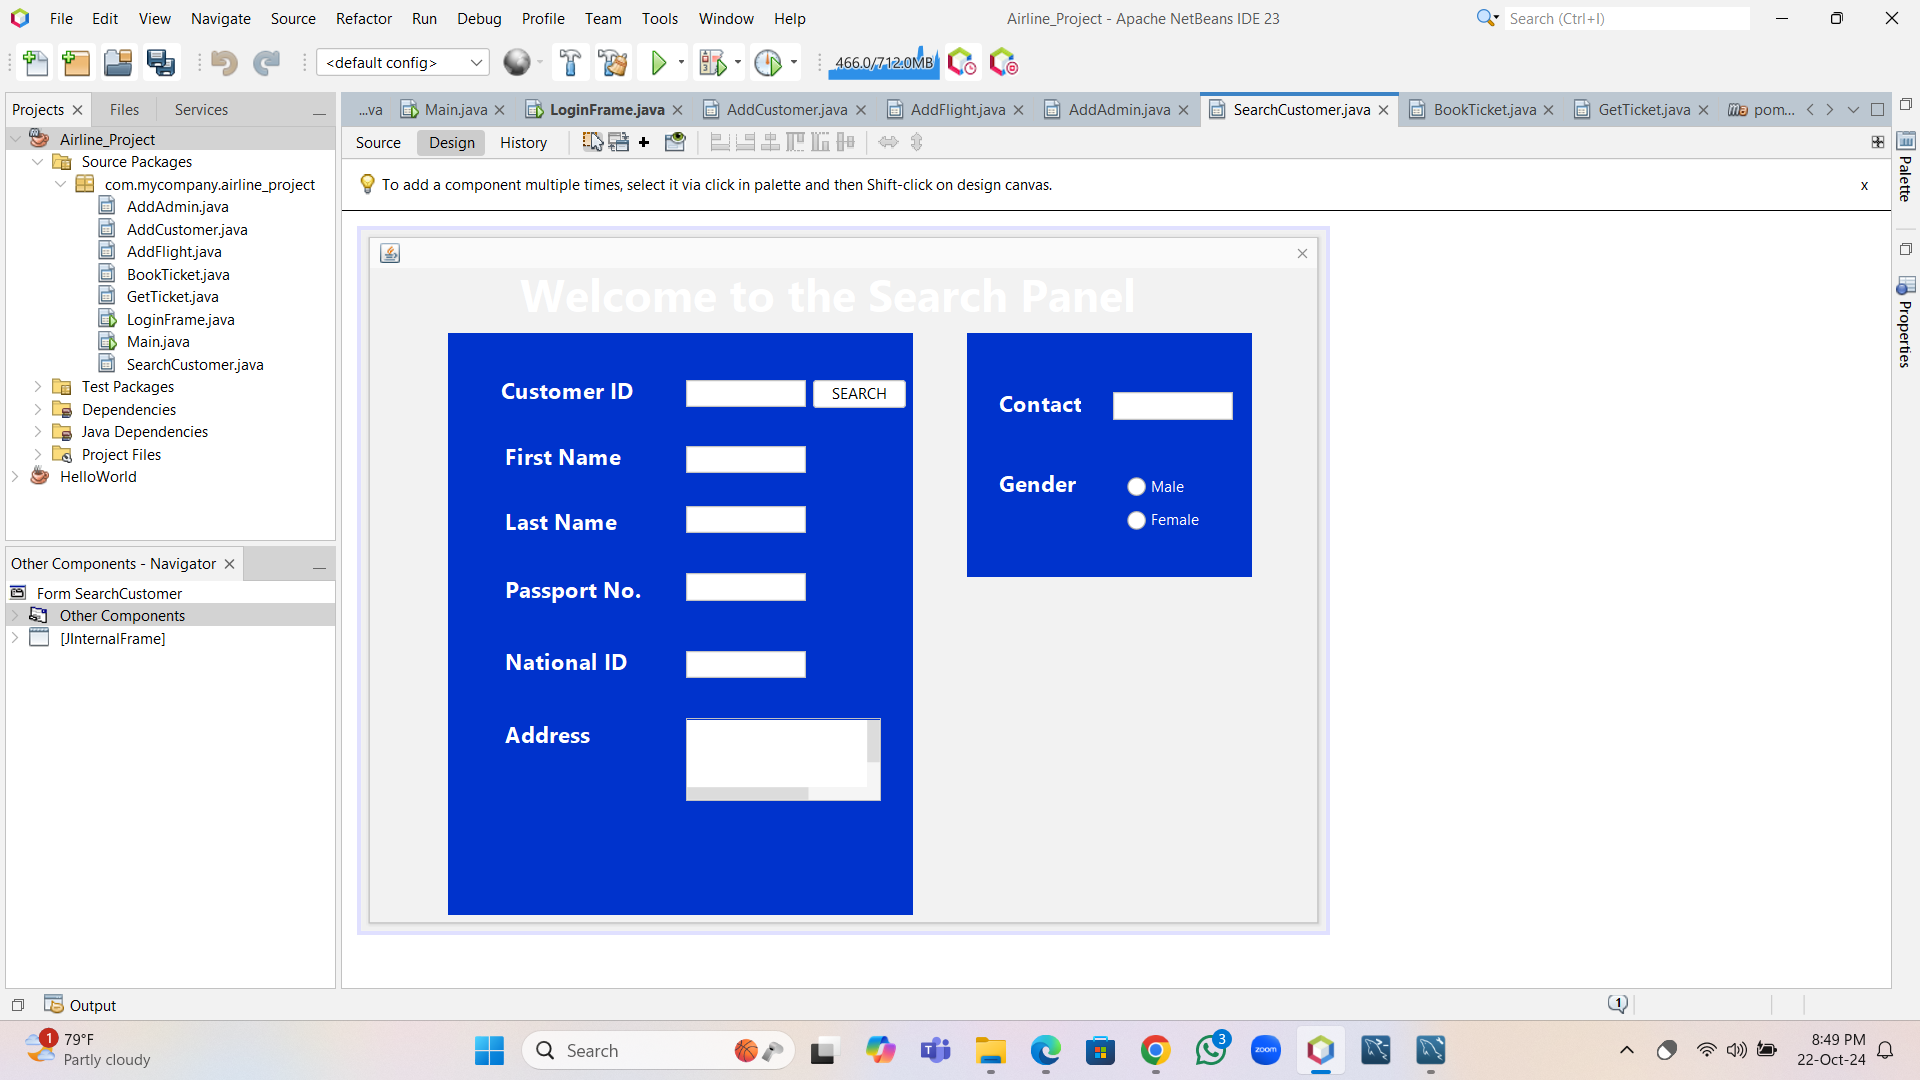 File Edit View Navigate Source Refactor Run Debug Profile Team Tools Window Help
Airline_Project - Apache NetBeans IDE 23
Search (Ctrl+I)
<default config>
466.0/712.0MB
Projects Files Services
...va Main.java LoginFrame.java AddCustomer.java AddFlight.java AddAdmin.java SearchCustomer.java BookTicket.java GetTicket.java pom...
Source Design History
To add a component multiple times, select it via click in palette and then Shift-click on design canvas.
x
Airline_Project
Source Packages
com.mycompany.airline_project
AddAdmin.java
AddCustomer.java
AddFlight.java
BookTicket.java
GetTicket.java
LoginFrame.java
Main.java
SearchCustomer.java
Test Packages
Dependencies
Java Dependencies
Project Files
HelloWorld
Other Components - Navigator
Form SearchCustomer
Other Components
[JInternalFrame]
Welcome to the Search Panel
Customer ID
SEARCH
First Name
Last Name
Passport No.
National ID
Address
Contact
Gender
Male
Female
Palette
Properties
Output
1
1
79°F
Partly cloudy
Search
3
zoom
8:49 PM
22-Oct-24